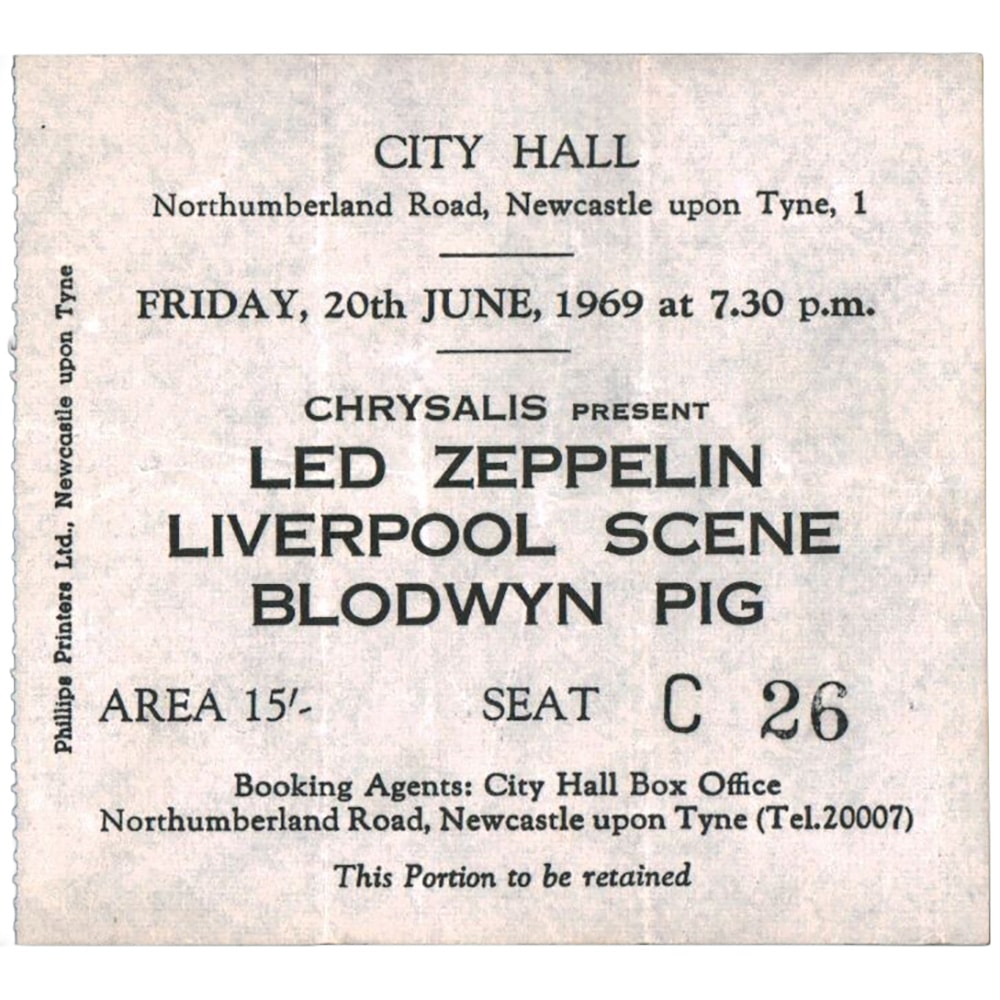 CITY HALL
Northumberland Road, Newcastle upon Tyne, 1
FRIDAY, 20th JUNE, 1969 at 7.30 p.m.
CHRYSALIS PRESENT
LED ZEPPELIN
LIVERPOOL SCENE
BLODWYN PIG
AREA 15/- SEAT C 26
Booking Agents: City Hall Box Office
Northumberland Road, Newcastle upon Tyne (Tel.20007)
This Portion to be retained
Phillips Printers Ltd., Newcastle upon Tyne